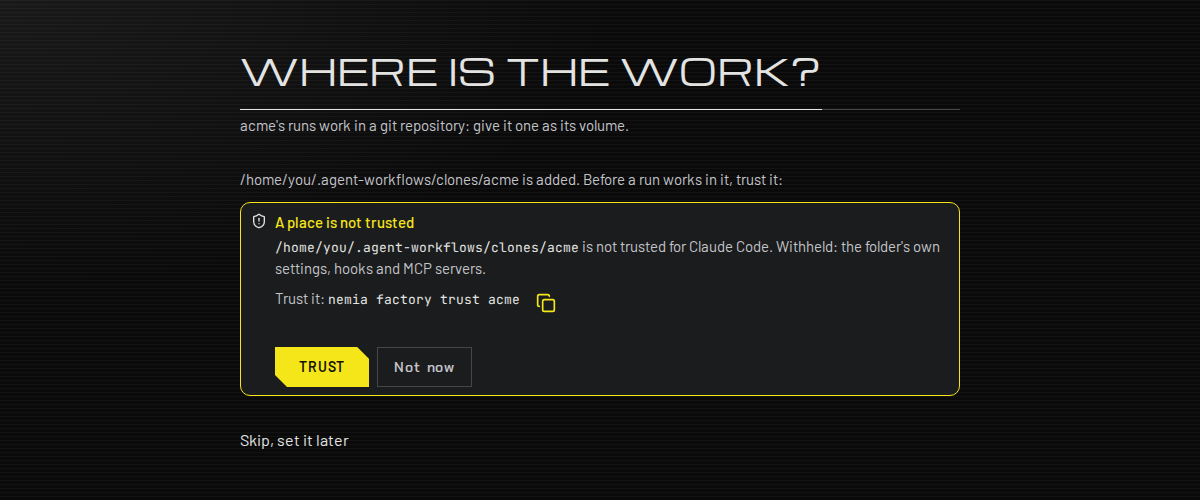 WHERE IS THE WORK?
acme's runs work in a git repository: give it one as its volume.
/home/you/.agent-workflows/clones/acme is added. Before a run works in it, trust it:
A place is not trusted
/home/you/.agent-workflows/clones/acme is not trusted for Claude Code. Withheld: the folder's own
settings, hooks and MCP servers.
Trust it: nemia factory trust acme
TRUST
Not now
Skip, set it later